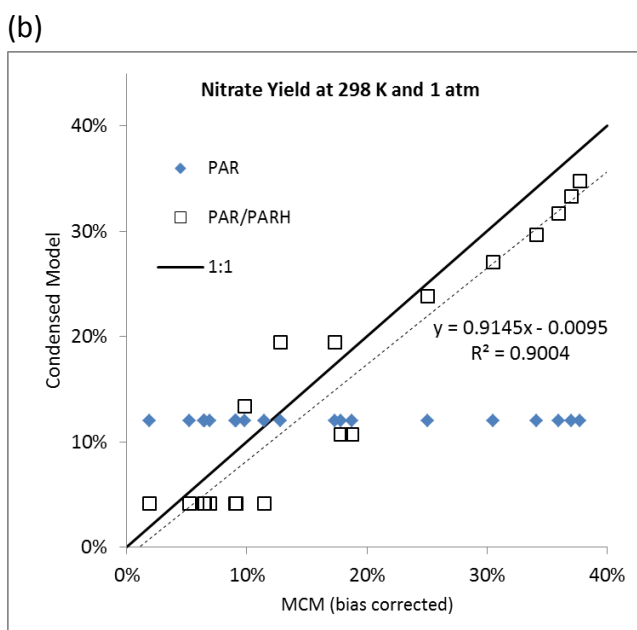 (b)
Nitrate Yield at 298 K and 1 atm
40%
30%
20%
10%
0%
Condensed Model
PAR
PAR/PARH
1:1
y = 0.9145x - 0.0095
R² = 0.9004
0% 10% 20% 30% 40%
MCM (bias corrected)